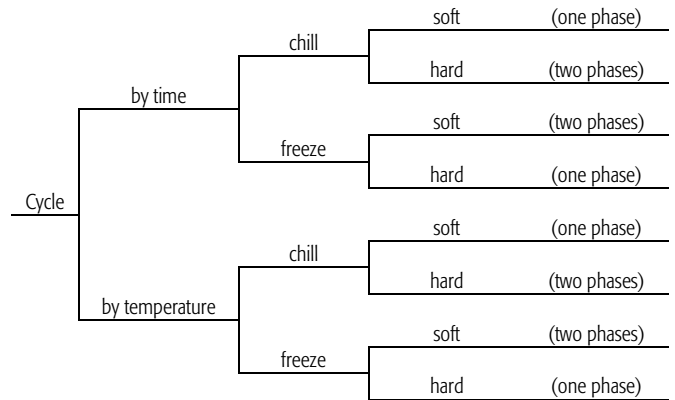 soft (one phase)
chill
hard (two phases)
by time
soft (two phases)
freeze
hard (one phase)
Cycle
soft (one phase)
chill
hard (two phases)
by temperature
soft (two phases)
freeze
hard (one phase)